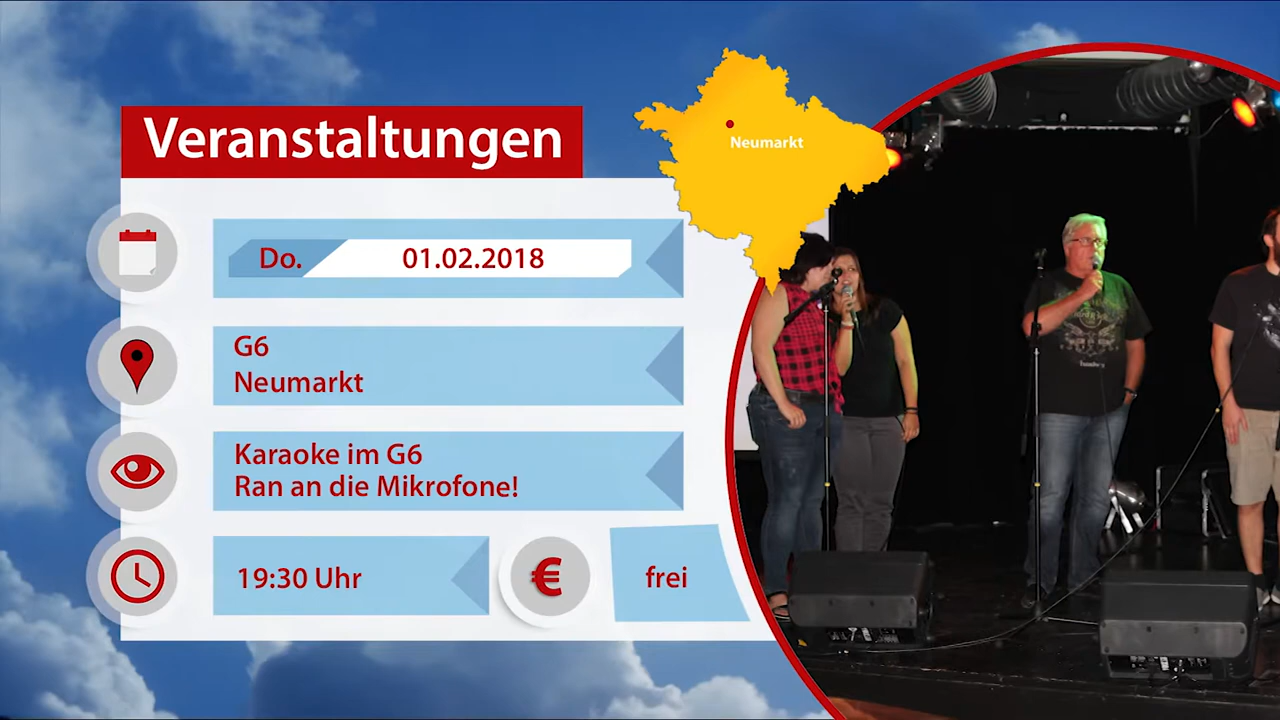 Veranstaltungen
Neumarkt
Do. 01.02.2018
G6
Neumarkt
Karaoke im G6
Ran an die Mikrofone!
19:30 Uhr
€ frei